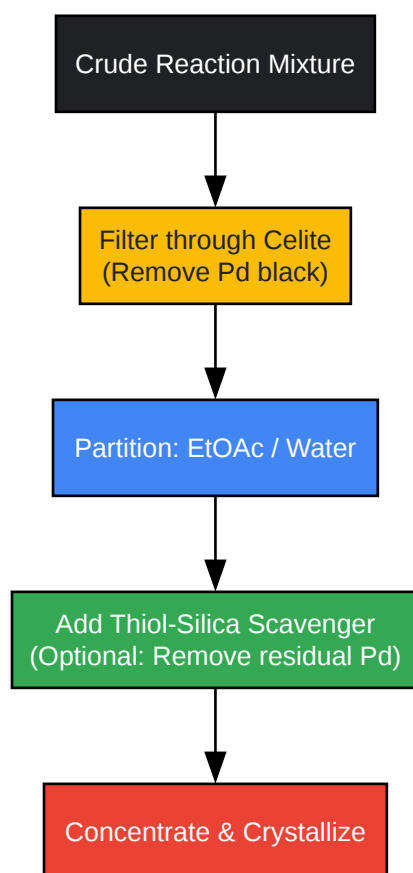 Crude Reaction Mixture
Filter through Celite
(Remove Pd black)
Partition: EtOAc / Water
Add Thiol-Silica Scavenger
(Optional: Remove residual Pd)
Concentrate & Crystallize